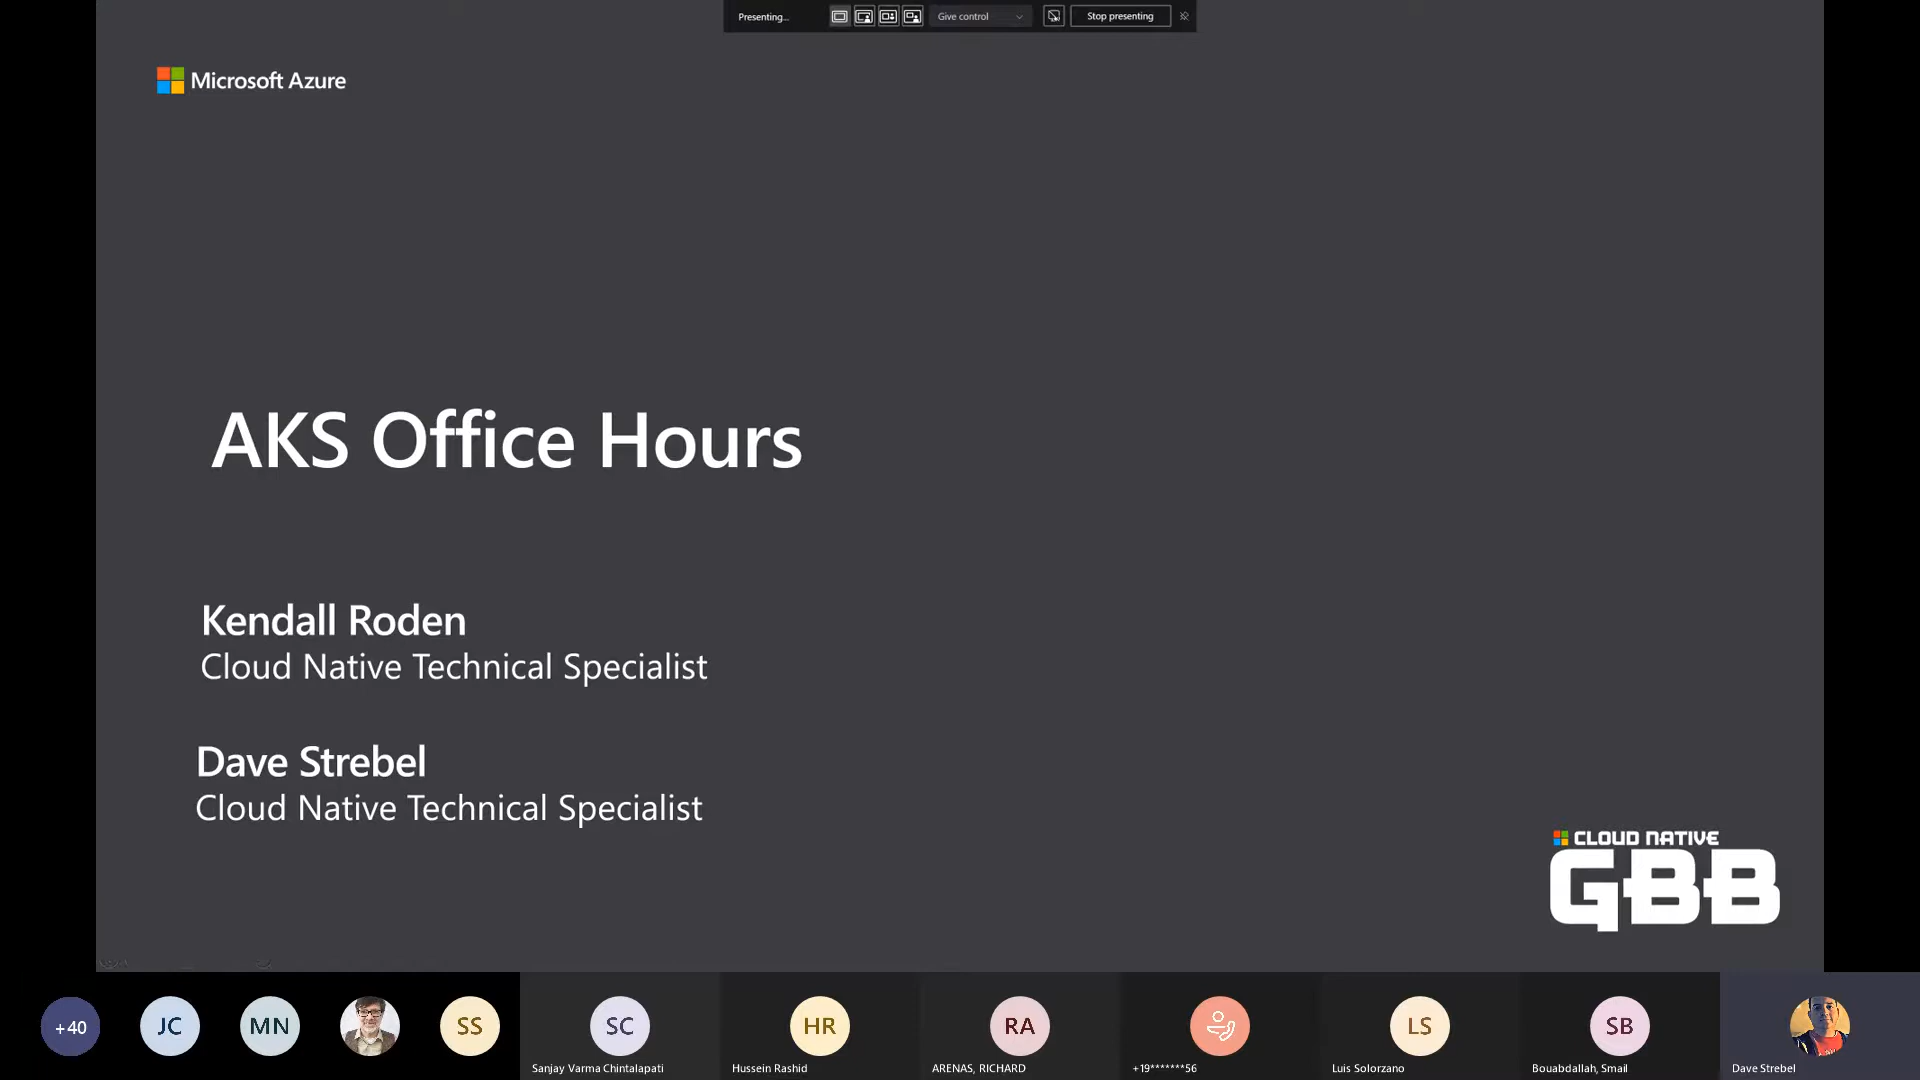 Presenting...
Give control
Stop presenting
Microsoft Azure
AKS Office Hours
Kendall Roden
Cloud Native Technical Specialist
Dave Strebel
Cloud Native Technical Specialist
CLOUD NATIVE
GBB
+40
JC
MN
SS
SC
HR
RA
LS
SB
Sanjay Varma Chintalapati
Hussein Rashid
ARENAS, RICHARD
+19*******56
Luis Solorzano
Bouabdallah, Smail
Dave Strebel